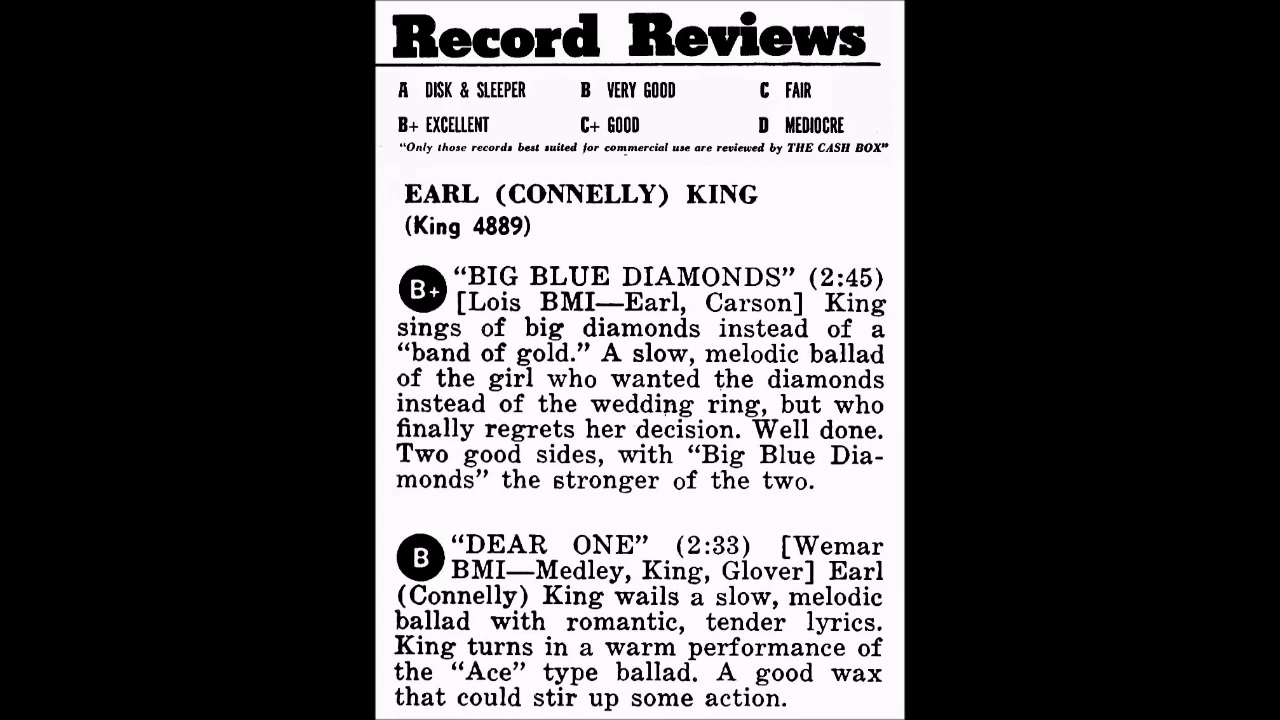 Record Reviews
A DISK & SLEEPER B VERY GOOD C FAIR
B+ EXCELLENT C+ GOOD D MEDIOCRE
"Only those records best suited for commercial use are reviewed by THE CASH BOX"
EARL (CONNELLY) KING
(King 4889)
B+ “BIG BLUE DIAMONDS” (2:45)
[Lois BMI—Earl, Carson] King
sings of big diamonds instead of a
“band of gold.” A slow, melodic ballad
of the girl who wanted the diamonds
instead of the wedding ring, but who
finally regrets her decision. Well done.
Two good sides, with “Big Blue Dia-
monds” the stronger of the two.
B “DEAR ONE” (2:33) [Wemar
BMI—Medley, King, Glover] Earl
(Connelly) King wails a slow, melodic
ballad with romantic, tender lyrics.
King turns in a warm performance of
the “Ace” type ballad. A good wax
that could stir up some action.